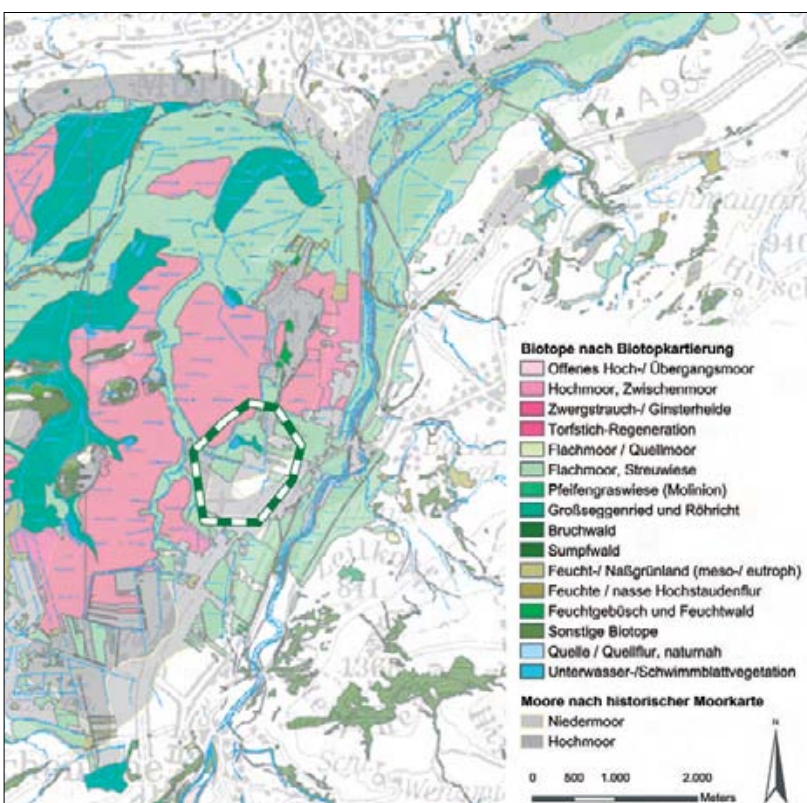 A 95
940
Biotope nach Biotopkartierung
Offenes Hoch-/ Übergangsmoor
Hochmoor, Zwischenmoor
Zwergstrauch-/ Ginsterheide
Torfstich-Regeneration
Flachmoor / Quellmoor
Flachmoor, Streuwiese
Pfeifengraswiese (Molinion)
Großseggenried und Röhricht
Bruchwald
Sumpfwald
Feucht-/ Naßgrünland (meso-/ eutroph)
Feuchte / nasse Hochstaudenflur
Feuchtgebüsch und Feuchtwald
Sonstige Biotope
Quelle / Quellflur, naturnah
Unterwasser-/Schwimmblattvegetation
Moore nach historischer Moorkarte
Niedermoor
Hochmoor
N
0 500 1.000 2.000
Meters